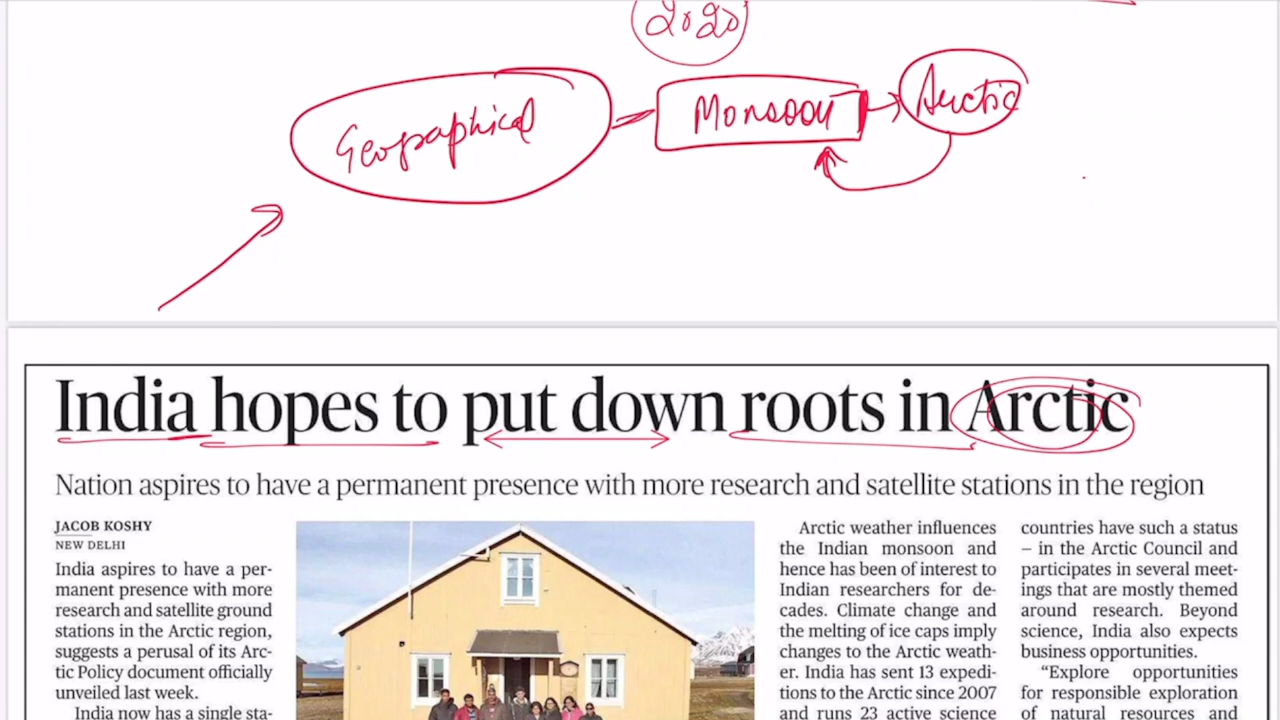 2020
Geographical
Monsoon
Arctic
India hopes to put down roots in Arctic
Nation aspires to have a permanent presence with more research and satellite stations in the region
JACOB KOSHY
NEW DELHI
India aspires to have a per-
manent presence with more
research and satellite ground
stations in the Arctic region,
suggests a perusal of its Arc-
tic Policy document officially
unveiled last week.
India now has a single sta-
Arctic weather influences
the Indian monsoon and
hence has been of interest to
Indian researchers for de-
cades. Climate change and
the melting of ice caps imply
changes to the Arctic weath-
er. India has sent 13 expedi-
tions to the Arctic since 2007
and runs 23 active science
countries have such a status
– in the Arctic Council and
participates in several meet-
ings that are mostly themed
around research. Beyond
science, India also expects
business opportunities.
“Explore opportunities
for responsible exploration
of natural resources and